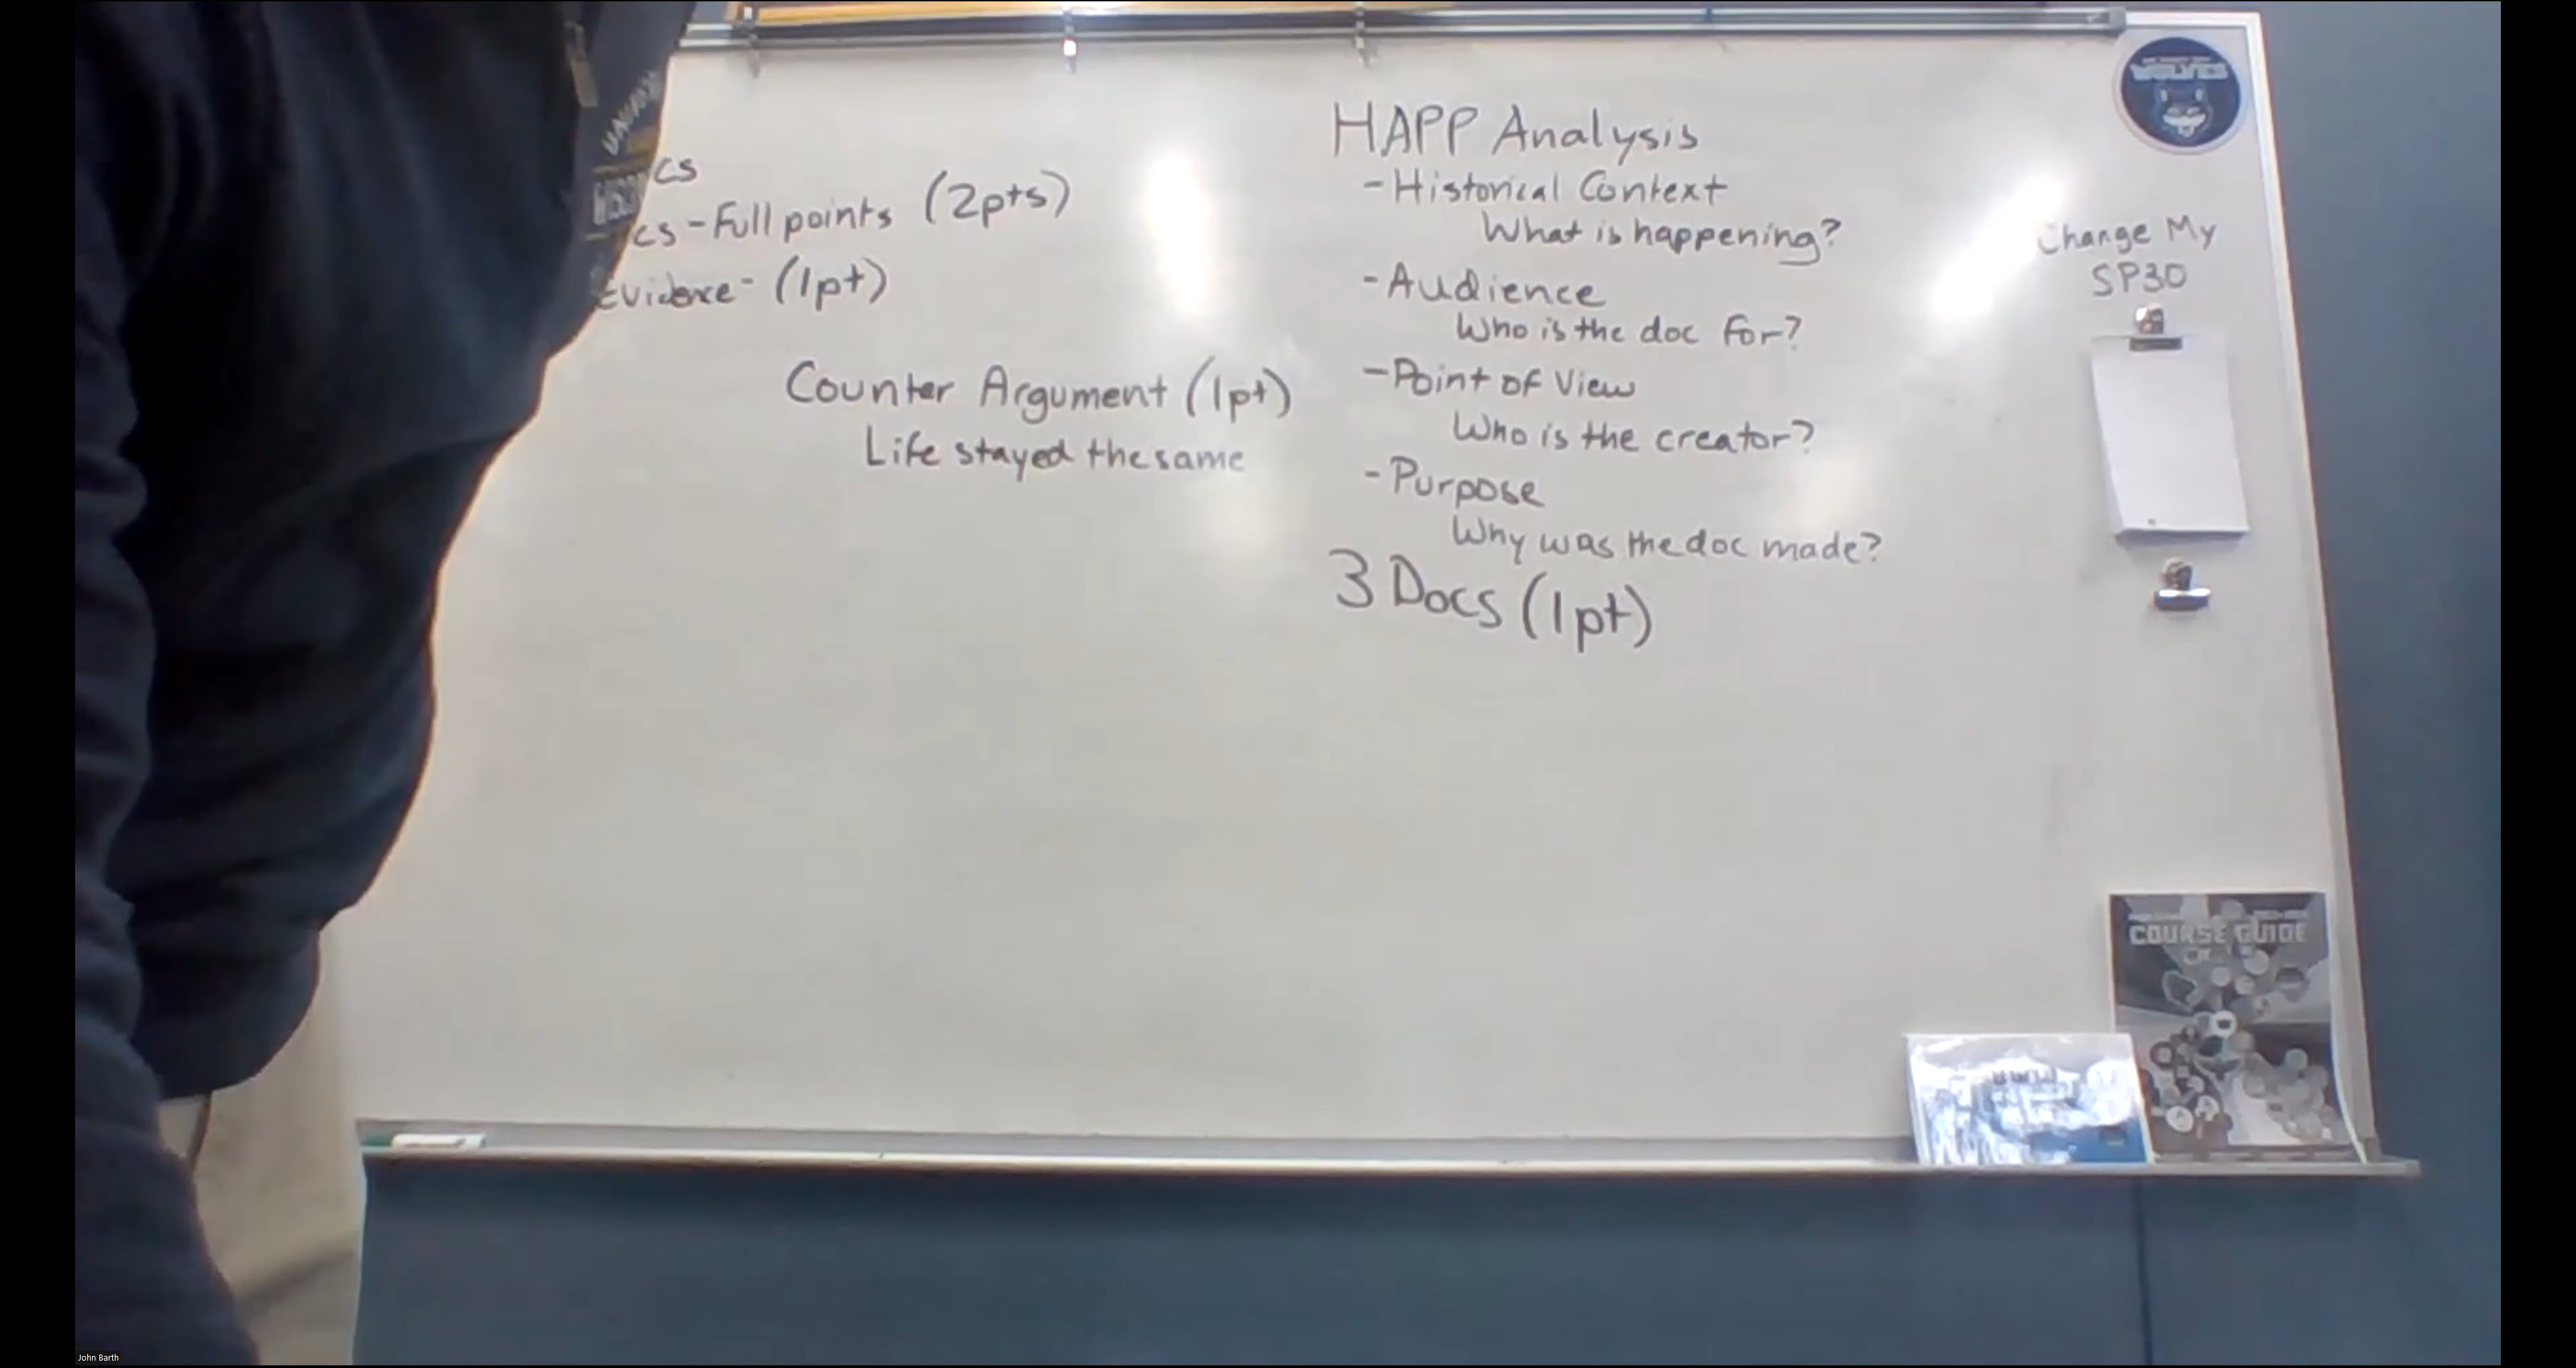 cs
cs - Full points (2pts)
Evidence - (1pt)
Counter Argument (1pt)
Life stayed the same
HAPP Analysis
- Historical Context
What is happening?
- Audience
Who is the doc for?
- Point of View
Who is the creator?
- Purpose
Why was the doc made?
3 Docs (1pt)
WOLVES
Change My
SP30
COURSE GUIDE
John Barth